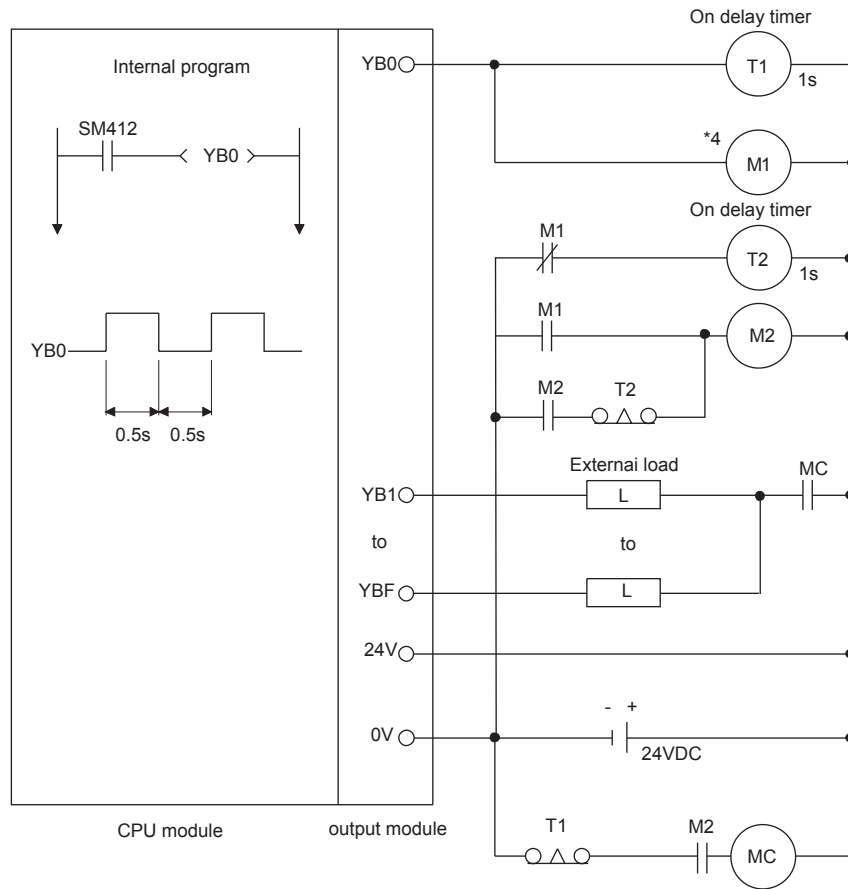 On delay timer
Internal program
YB0
T1
1s
SM412
YB0
*4
M1
On delay timer
M1
T2
1s
M1
YB0
M2
M2
T2
0.5s
0.5s
Externai load
MC
YB1
L
to
to
YBF
L
24V
- +
0V
24VDC
CPU module
output module
T1
M2
MC